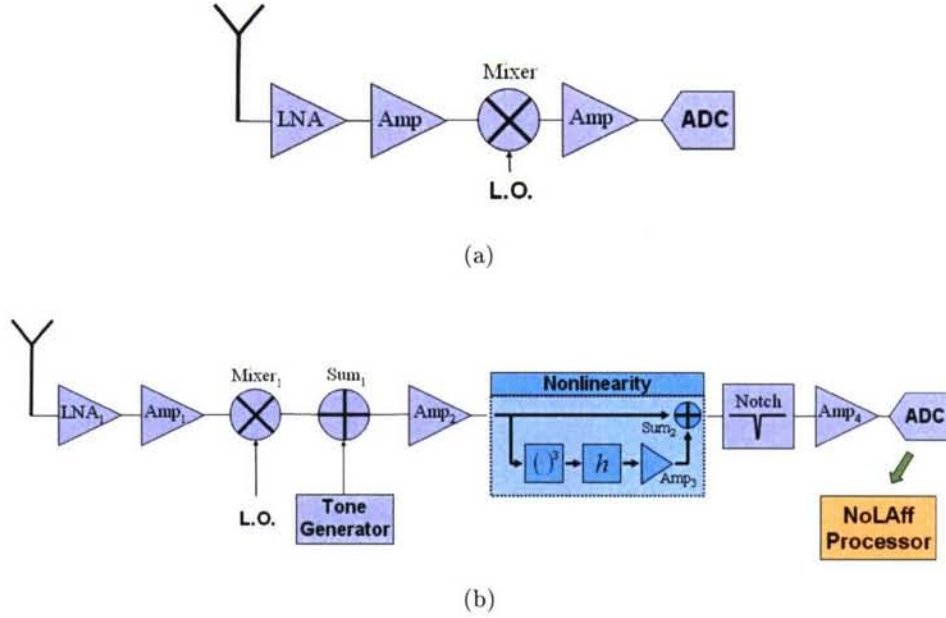 Mixer
LNA
Amp
Amp
ADC
L.O.
(a)
Mixer₁
Sum₁
Nonlinearity
LNA₁
Amp₁
Amp₂
Sum₂
( )³
h
Amp₃
Notch
Amp₄
ADC
L.O.
Tone
Generator
NoLAff
Processor
(b)